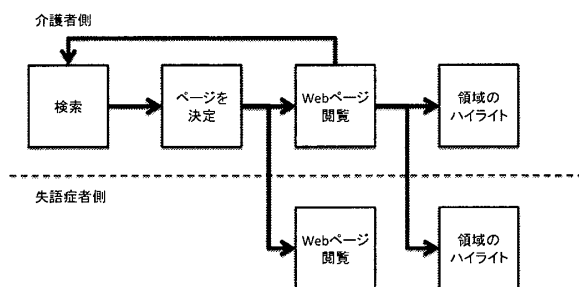 介護者側
検索
ページを
決定
Webページ
閲覧
領域の
ハイライト
失語症者側
Webページ
閲覧
領域の
ハイライト